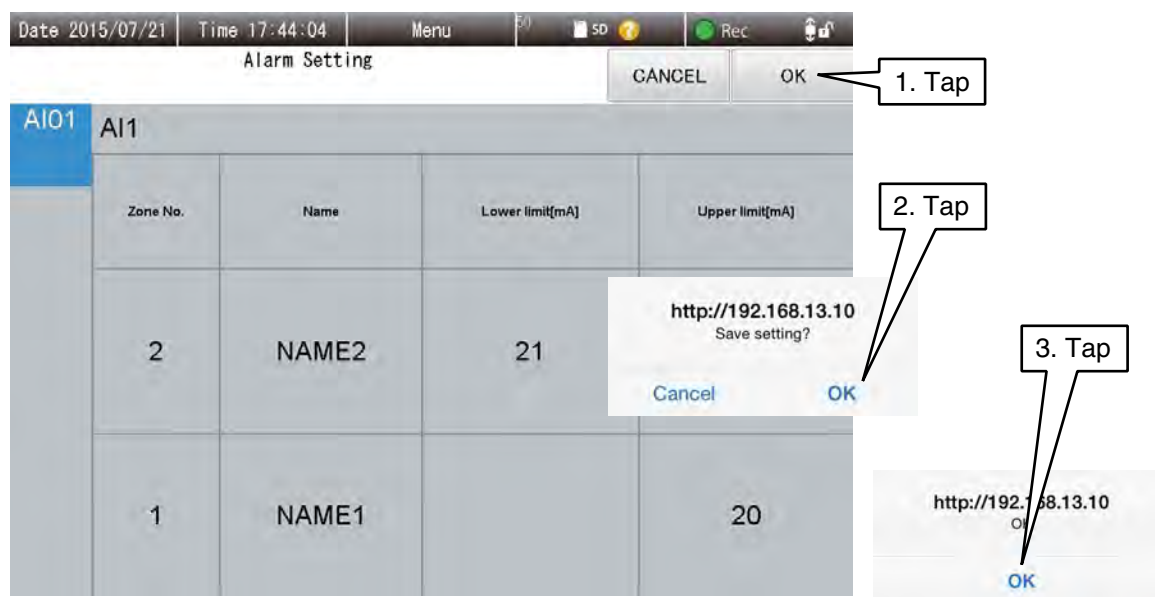 Date 2015/07/21 Time 17:44:04 Menu 50 SD ? Rec
Alarm Setting
CANCEL OK
1. Tap
AI01
AI1
Zone No. Name Lower limit[mA] Upper limit[mA]
2. Tap
2 NAME2 21
http://192.168.13.10
Save setting?
Cancel OK
3. Tap
1 NAME1 20
http://192.168.13.10
OK